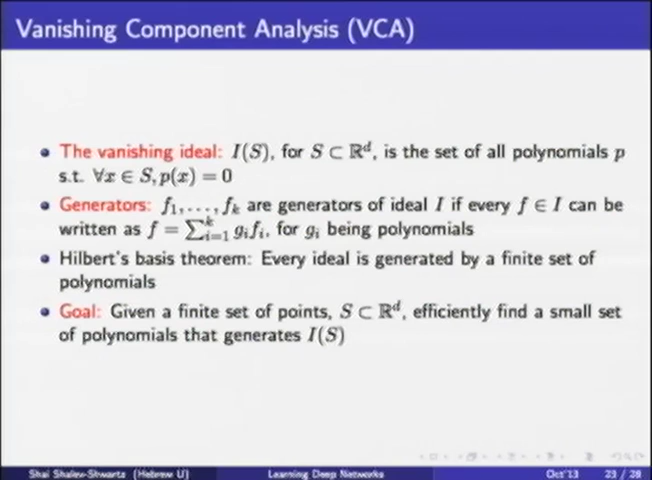 Vanishing Component Analysis (VCA)
The vanishing ideal: I(S), for S ⊂ ℝ^d, is the set of all polynomials p
s.t. ∀x ∈ S, p(x) = 0
Generators: f_1, . . . , f_k are generators of ideal I if every f ∈ I can be
written as f = ∑_{i=1}^k g_i f_i, for g_i being polynomials
Hilbert's basis theorem: Every ideal is generated by a finite set of
polynomials
Goal: Given a finite set of points, S ⊂ ℝ^d, efficiently find a small set
of polynomials that generates I(S)
Shai Shalev-Shwartz (Hebrew U) Learning Deep Networks Oct'13 23 / 28